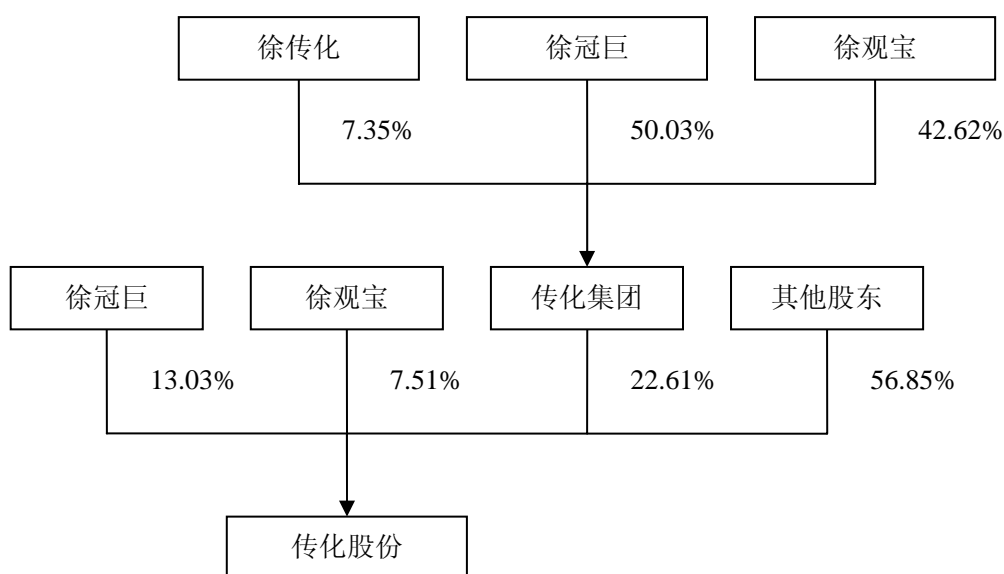 徐传化 徐冠巨 徐观宝
7.35% 50.03% 42.62%
徐冠巨 徐观宝 传化集团 其他股东
13.03% 7.51% 22.61% 56.85%
传化股份